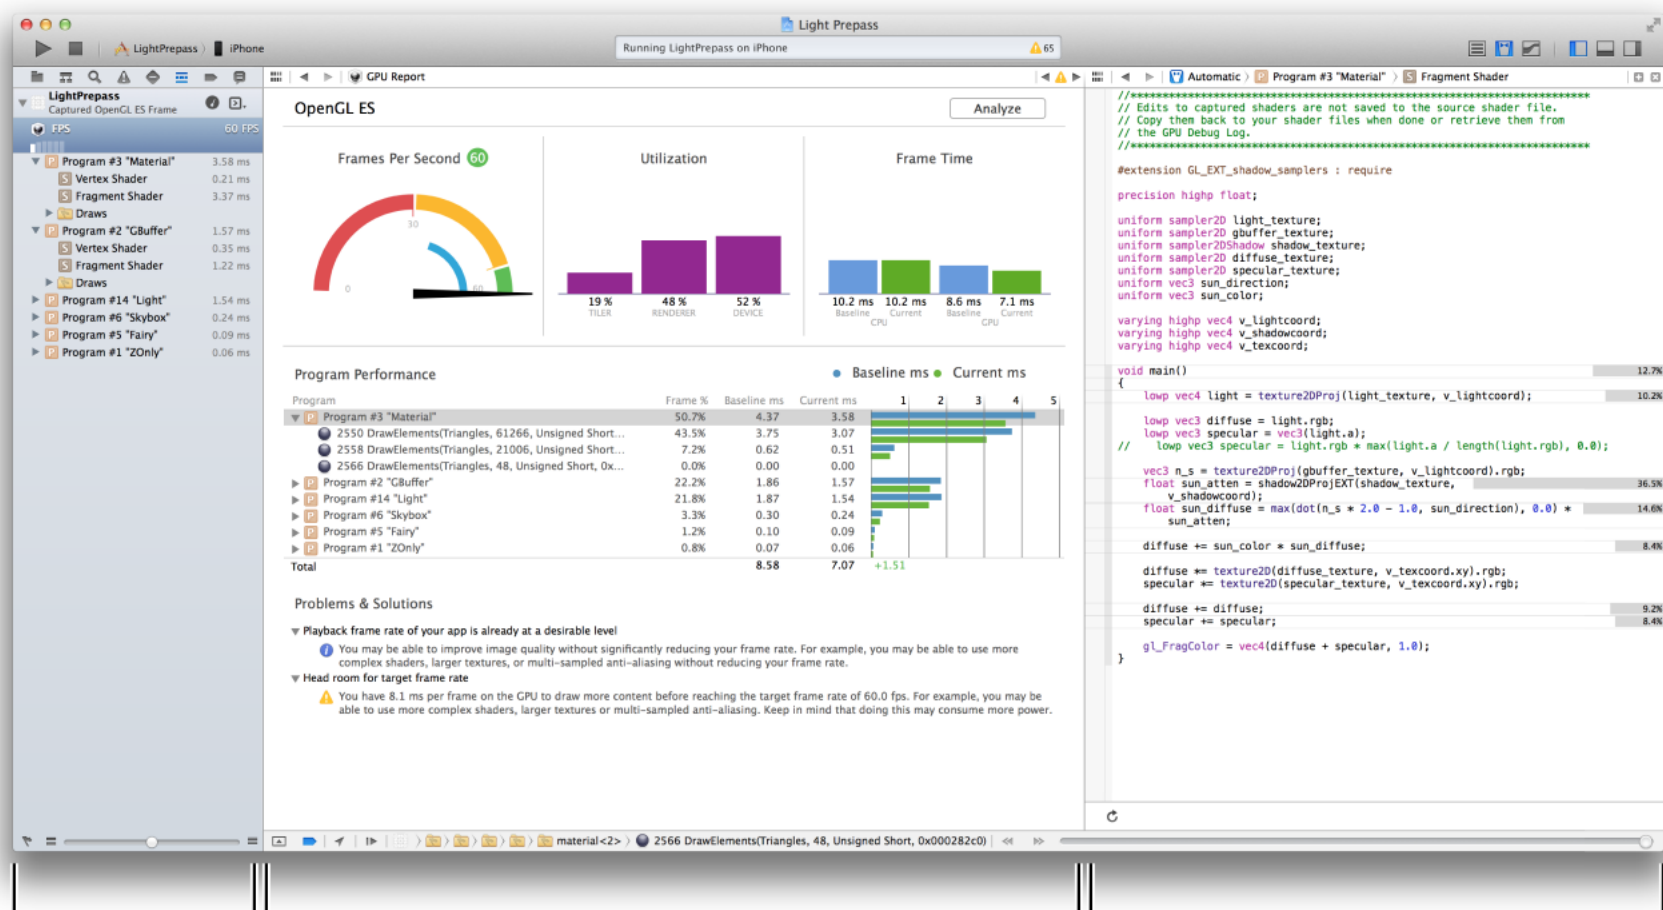 Light Prepass
LightPrepass
iPhone
Running LightPrepass on iPhone
65
GPU Report
Automatic
Program #3 "Material"
Fragment Shader
LightPrepass
Captured OpenGL ES Frame
FPS 60 FPS
Program #3 "Material" 3.58 ms
Vertex Shader 0.21 ms
Fragment Shader 3.37 ms
Draws
Program #2 "GBuffer" 1.57 ms
Vertex Shader 0.35 ms
Fragment Shader 1.22 ms
Draws
Program #14 "Light" 1.54 ms
Program #6 "Skybox" 0.24 ms
Program #5 "Fairy" 0.09 ms
Program #1 "ZOnly" 0.06 ms
OpenGL ES
Analyze
Frames Per Second 60
0
30
60
Utilization
19 % 48 % 52 %
TILER RENDERER DEVICE
Frame Time
10.2 ms 10.2 ms 8.6 ms 7.1 ms
Baseline Current Baseline Current
CPU GPU
Program Performance
Baseline ms Current ms
Program Frame % Baseline ms Current ms 1 2 3 4 5
Program #3 "Material" 50.7% 4.37 3.58
2550 DrawElements(Triangles, 61266, Unsigned Short... 43.5% 3.75 3.07
2558 DrawElements(Triangles, 21006, Unsigned Short... 7.2% 0.62 0.51
2566 DrawElements(Triangles, 48, Unsigned Short, 0x... 0.0% 0.00 0.00
Program #2 "GBuffer" 22.2% 1.86 1.57
Program #14 "Light" 21.8% 1.87 1.54
Program #6 "Skybox" 3.3% 0.30 0.24
Program #5 "Fairy" 1.2% 0.10 0.09
Program #1 "ZOnly" 0.8% 0.07 0.06
Total 8.58 7.07 +1.51
Problems & Solutions
Playback frame rate of your app is already at a desirable level
You may be able to improve image quality without significantly reducing your frame rate. For example, you may be able to use more
complex shaders, larger textures, or multi-sampled anti-aliasing without reducing your frame rate.
Head room for target frame rate
You have 8.1 ms per frame on the GPU to draw more content before reaching the target frame rate of 60.0 fps. For example, you may be
able to use more complex shaders, larger textures or multi-sampled anti-aliasing. Keep in mind that doing this may consume more power.
material<2>
2566 DrawElements(Triangles, 48, Unsigned Short, 0x000282c0)
//*************************************************************************
// Edits to captured shaders are not saved to the source shader file.
// Copy them back to your shader files when done or retrieve them from
// the GPU Debug Log.
//*************************************************************************
#extension GL_EXT_shadow_samplers : require
precision highp float;
uniform sampler2D light_texture;
uniform sampler2D gbuffer_texture;
uniform sampler2DShadow shadow_texture;
uniform sampler2D diffuse_texture;
uniform sampler2D specular_texture;
uniform vec3 sun_direction;
uniform vec3 sun_color;
varying highp vec4 v_lightcoord;
varying highp vec4 v_shadowcoord;
varying highp vec4 v_texcoord;
void main() 12.7%
{
lowp vec4 light = texture2DProj(light_texture, v_lightcoord); 10.2%
lowp vec3 diffuse = light.rgb;
lowp vec3 specular = vec3(light.a);
// lowp vec3 specular = light.rgb * max(light.a / length(light.rgb), 0.0);
vec3 n_s = texture2DProj(gbuffer_texture, v_lightcoord).rgb;
float sun_atten = shadow2DProjEXT(shadow_texture, 36.5%
v_shadowcoord);
float sun_diffuse = max(dot(n_s * 2.0 - 1.0, sun_direction), 0.0) * 14.6%
sun_atten;
diffuse += sun_color * sun_diffuse; 8.4%
diffuse *= texture2D(diffuse_texture, v_texcoord.xy).rgb;
specular *= texture2D(specular_texture, v_texcoord.xy).rgb;
diffuse += diffuse; 9.2%
specular += specular; 8.4%
gl_FragColor = vec4(diffuse + specular, 1.0);
}